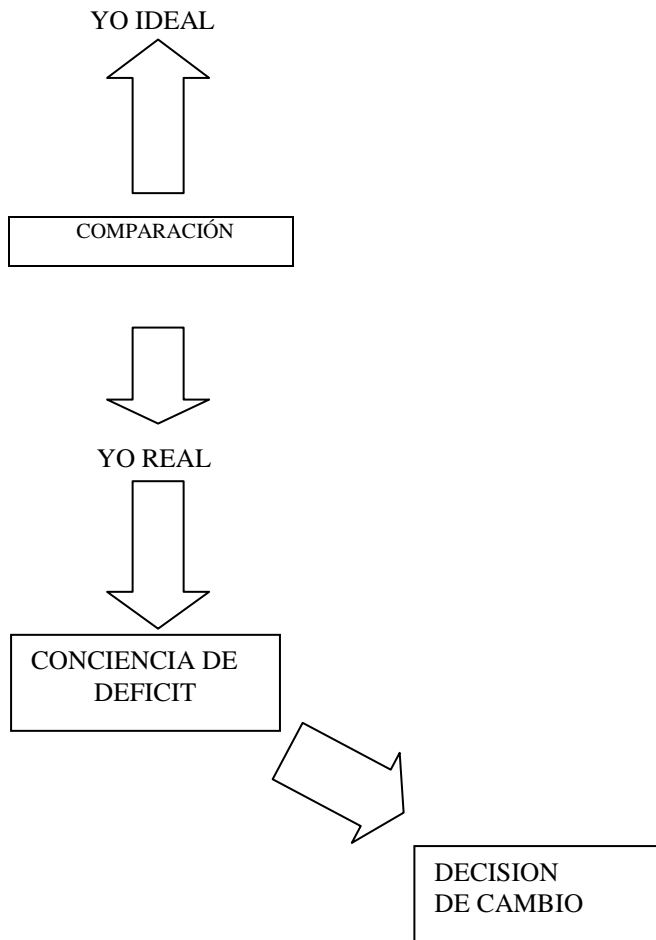 YO IDEAL
COMPARACIÓN
YO REAL
CONCIENCIA DE
DEFICIT
DECISION
DE CAMBIO